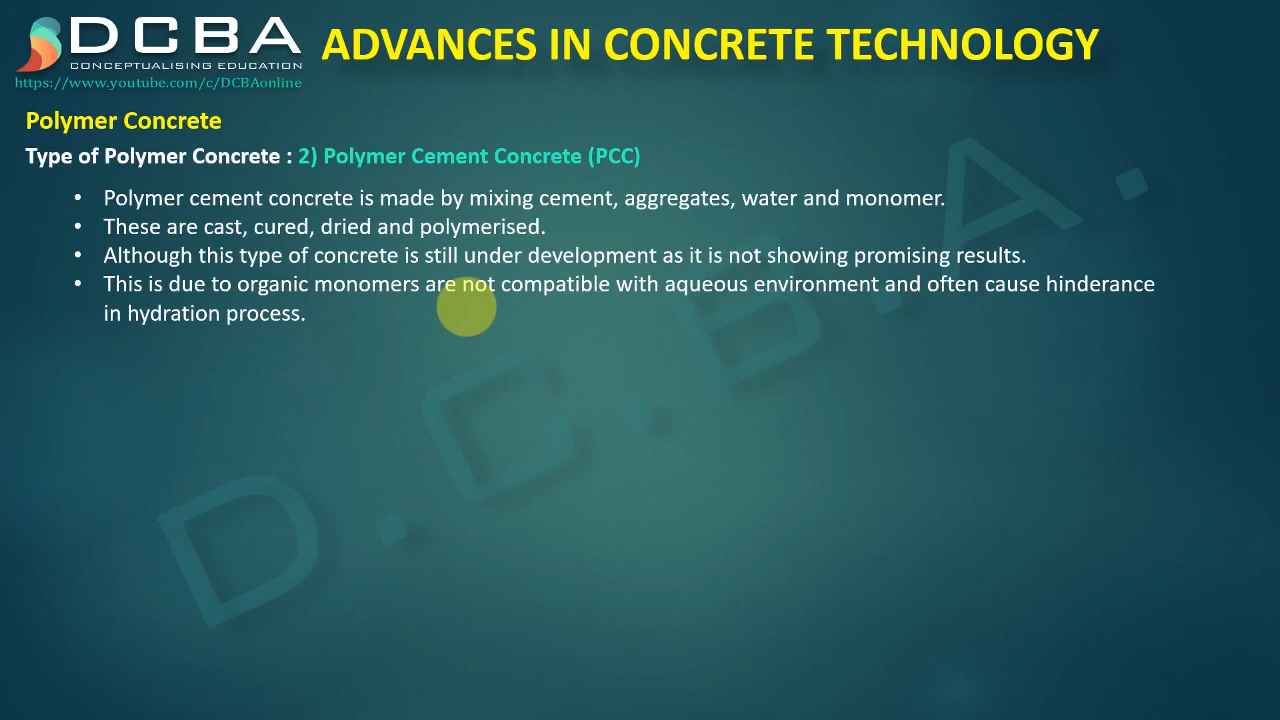 DCBA
CONCEPTUALISING EDUCATION
https://www.youtube.com/c/DCBAonline
ADVANCES IN CONCRETE TECHNOLOGY
Polymer Concrete
Type of Polymer Concrete : 2) Polymer Cement Concrete (PCC)
• Polymer cement concrete is made by mixing cement, aggregates, water and monomer.
• These are cast, cured, dried and polymerised.
• Although this type of concrete is still under development as it is not showing promising results.
• This is due to organic monomers are not compatible with aqueous environment and often cause hinderance
in hydration process.
D.C.B.A.